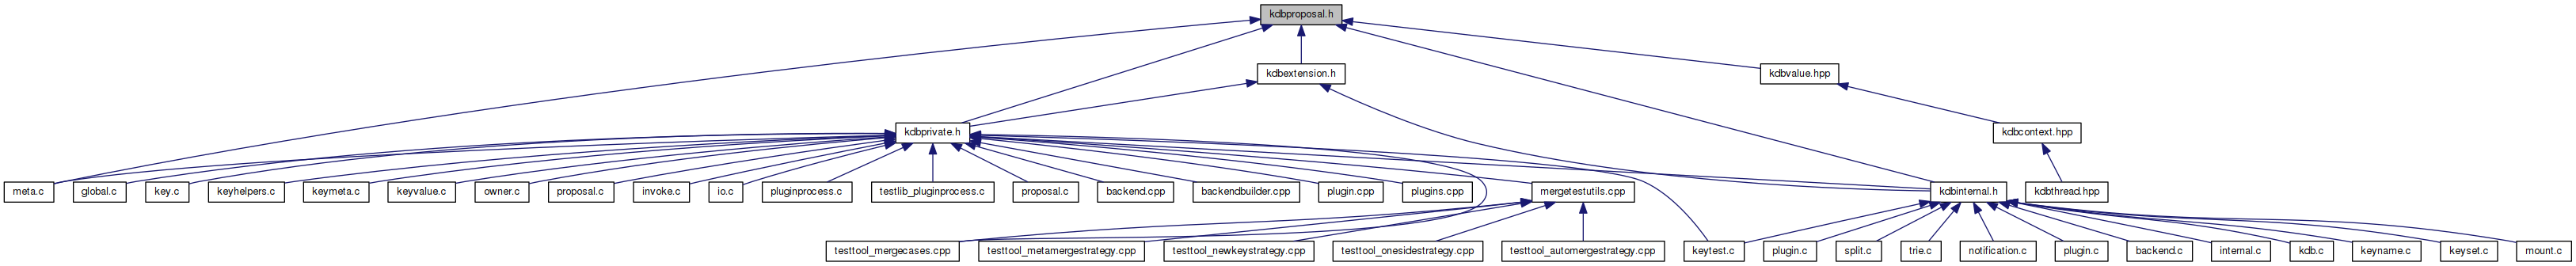 kdbproposal.h
kdbextension.h
kdbvalue.hpp
kdbprivate.h
kdbcontext.hpp
meta.c
global.c
key.c
keyhelpers.c
keymeta.c
keyvalue.c
owner.c
proposal.c
invoke.c
io.c
pluginprocess.c
testlib_pluginprocess.c
proposal.c
backend.cpp
backendbuilder.cpp
plugin.cpp
plugins.cpp
mergetestutils.cpp
kdbinternal.h
kdbthread.hpp
testtool_mergecases.cpp
testtool_metamergestrategy.cpp
testtool_newkeystrategy.cpp
testtool_onesidestrategy.cpp
testtool_automergestrategy.cpp
keytest.c
plugin.c
split.c
trie.c
notification.c
plugin.c
backend.c
internal.c
kdb.c
keyname.c
keyset.c
mount.c